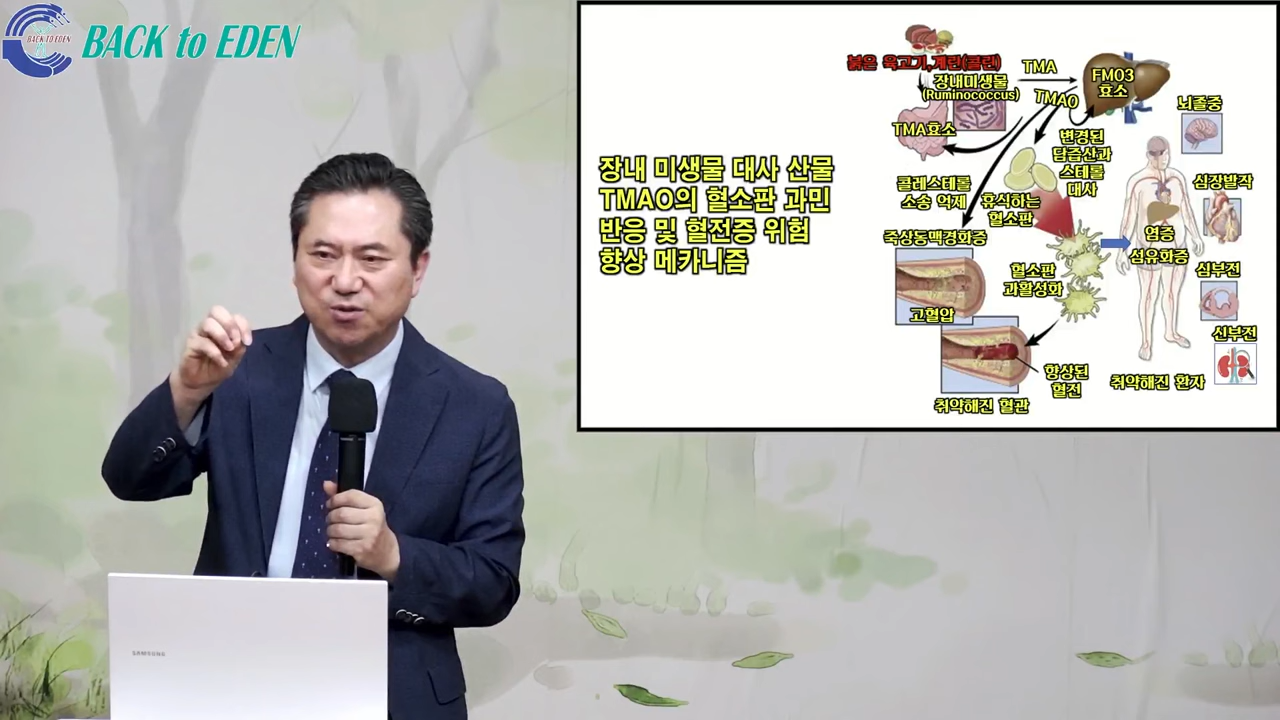 BACK TO EDEN
BACK to EDEN
장내 미생물 대사 산물
TMAO의 혈소판 과민
반응 및 혈전증 위험
향상 메카니즘
붉은 육고기,계린(콜린)
장내미생물
(Ruminococcus)
TMA
FMO3
효소
TMAO
TMA효소
변경된
담즙산과
스테롤
대사
콜레스테롤
소송 억제
휴식하는
혈소판
죽상동맥경화증
고혈압
혈소판
과활성화
향상된
혈전
취약해진 혈관
뇌졸중
심장발작
염증
섬유화증
심부전
신부전
취약해진 환자
SAMSUNG